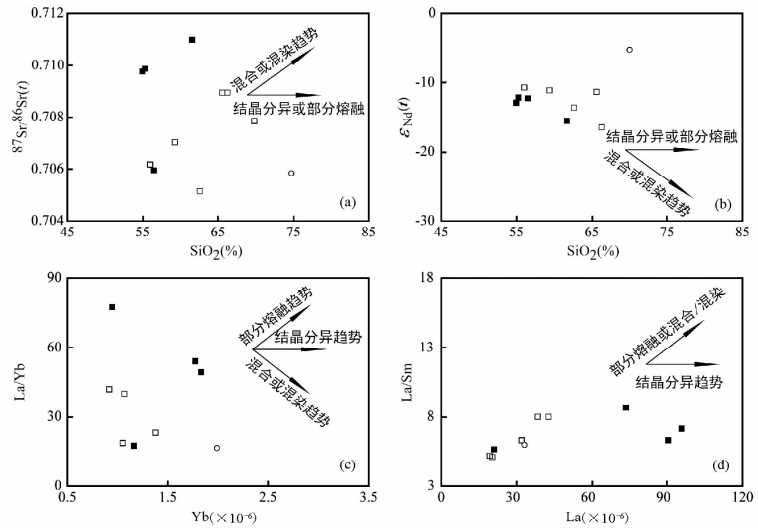 0.712
0.710
0.708
0.706
0.704
87Sr/86Sr(t)
混合或混染趋势
结晶分异或部分熔融
(a)
45 55 65 75 85
SiO2(%)
0
-10
-20
-30
εNd(t)
结晶分异或部分熔融
混合或混染趋势
(b)
45 55 65 75 85
SiO2(%)
90
60
30
0
La/Yb
部分熔融趋势
结晶分异趋势
混合或混染趋势
(c)
0.5 1.5 2.5 3.5
Yb(×10-6)
18
13
8
3
La/Sm
部分熔融或混合/混染
结晶分异趋势
(d)
0 30 60 90 120
La(×10-6)